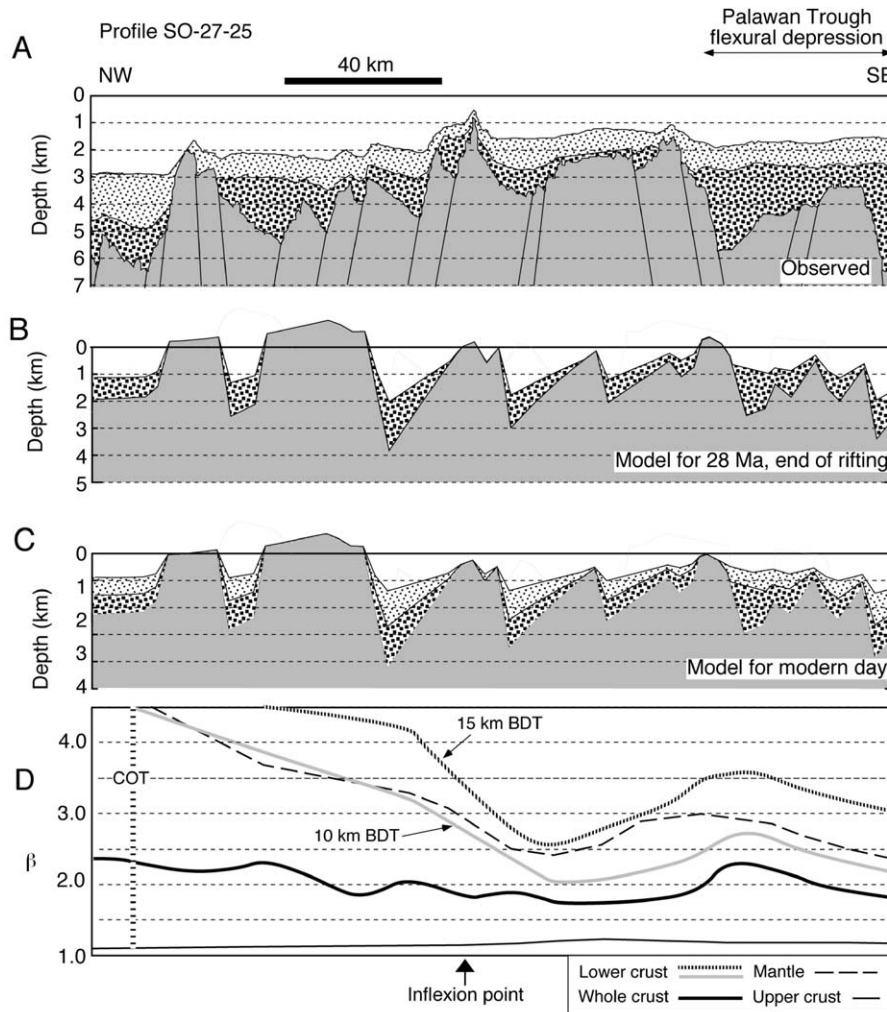 Profile SO-27-25
Palawan Trough
flexural depression
A
NW
40 km
SE
0
1
2
3
4
5
6
7
Depth (km)
Observed
B
0
1
2
3
4
5
Depth (km)
Model for 28 Ma, end of rifting
C
0
1
2
3
4
Depth (km)
Model for modern day
D
4.0
3.0
2.0
1.0
β
COT
15 km BDT
10 km BDT
Inflexion point
Lower crust
Mantle
Whole crust
Upper crust